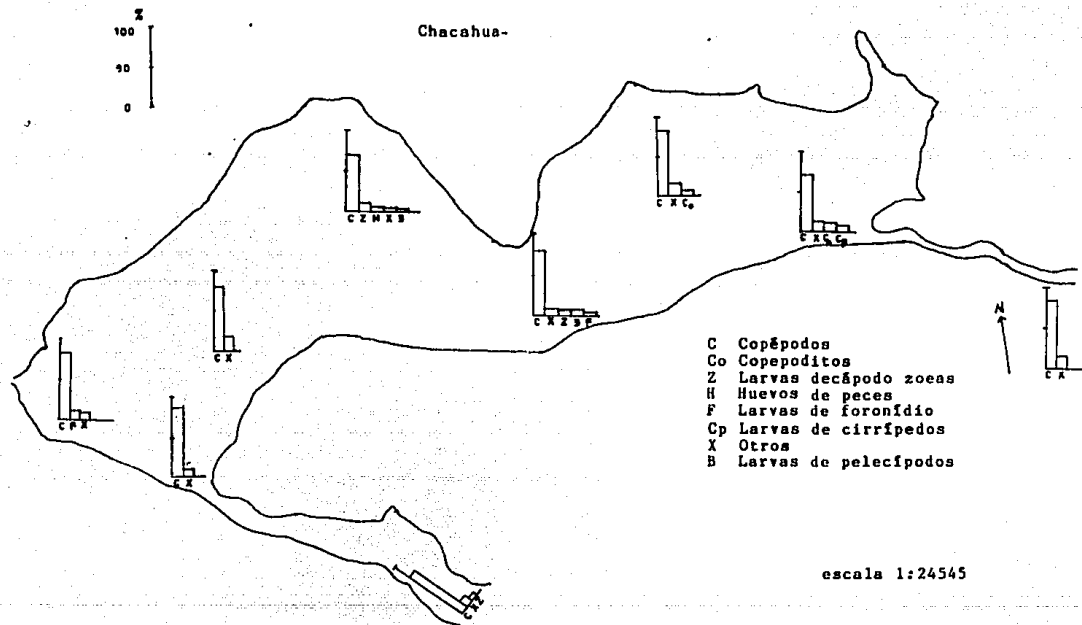 %
100
90
0
Chacahua-
C Z H X B
C X Co
C X Co Cp
C X Z B F
C X
C X
C F X
C X
C X Z
N
C Copépodos
Co Copepoditos
Z Larvas decápodo zoeas
H Huevos de peces
F Larvas de foronídio
Cp Larvas de cirrípedos
X Otros
B Larvas de pelecípodos
escala 1:24545